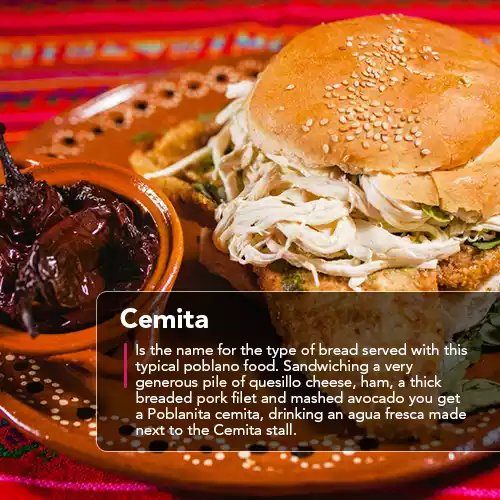 Cemita
Is the name for the type of bread served with this
typical poblano food. Sandwiching a very
generous pile of quesillo cheese, ham, a thick
breaded pork filet and mashed avocado you get
a Poblanita cemita, drinking an agua fresca made
next to the Cemita stall.